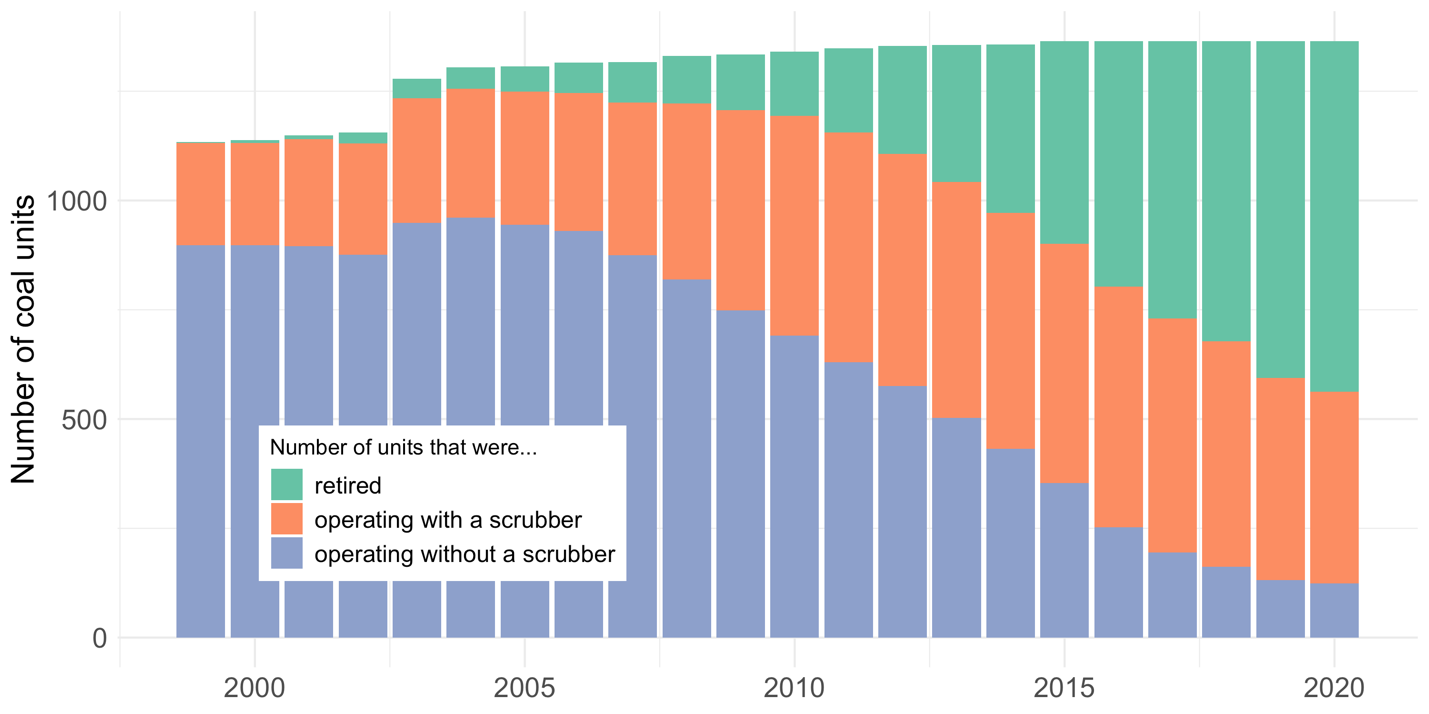 Number of coal units
1000
500
0
Number of units that were...
retired
operating with a scrubber
operating without a scrubber
2000
2005
2010
2015
2020